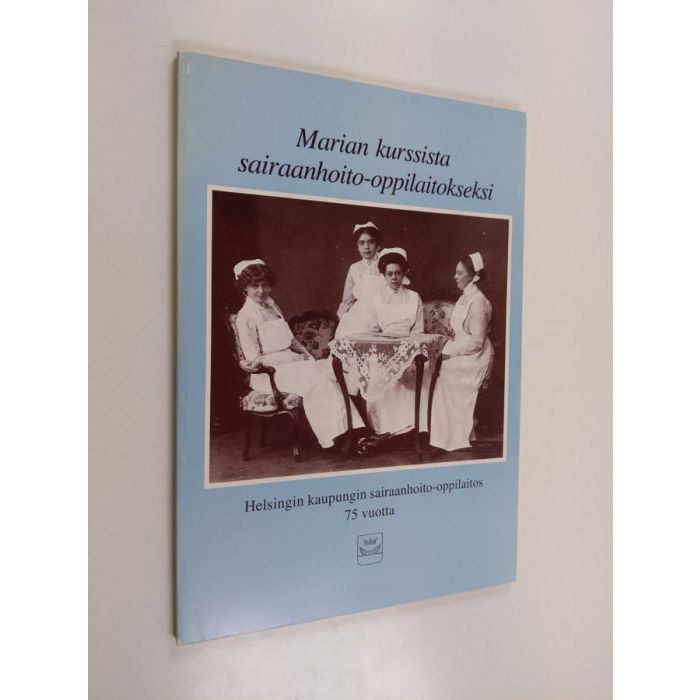 Marian kurssista
sairaanhoito-oppilaitokseksi
Helsingin kaupungin sairaanhoito-oppilaitos
75 vuotta